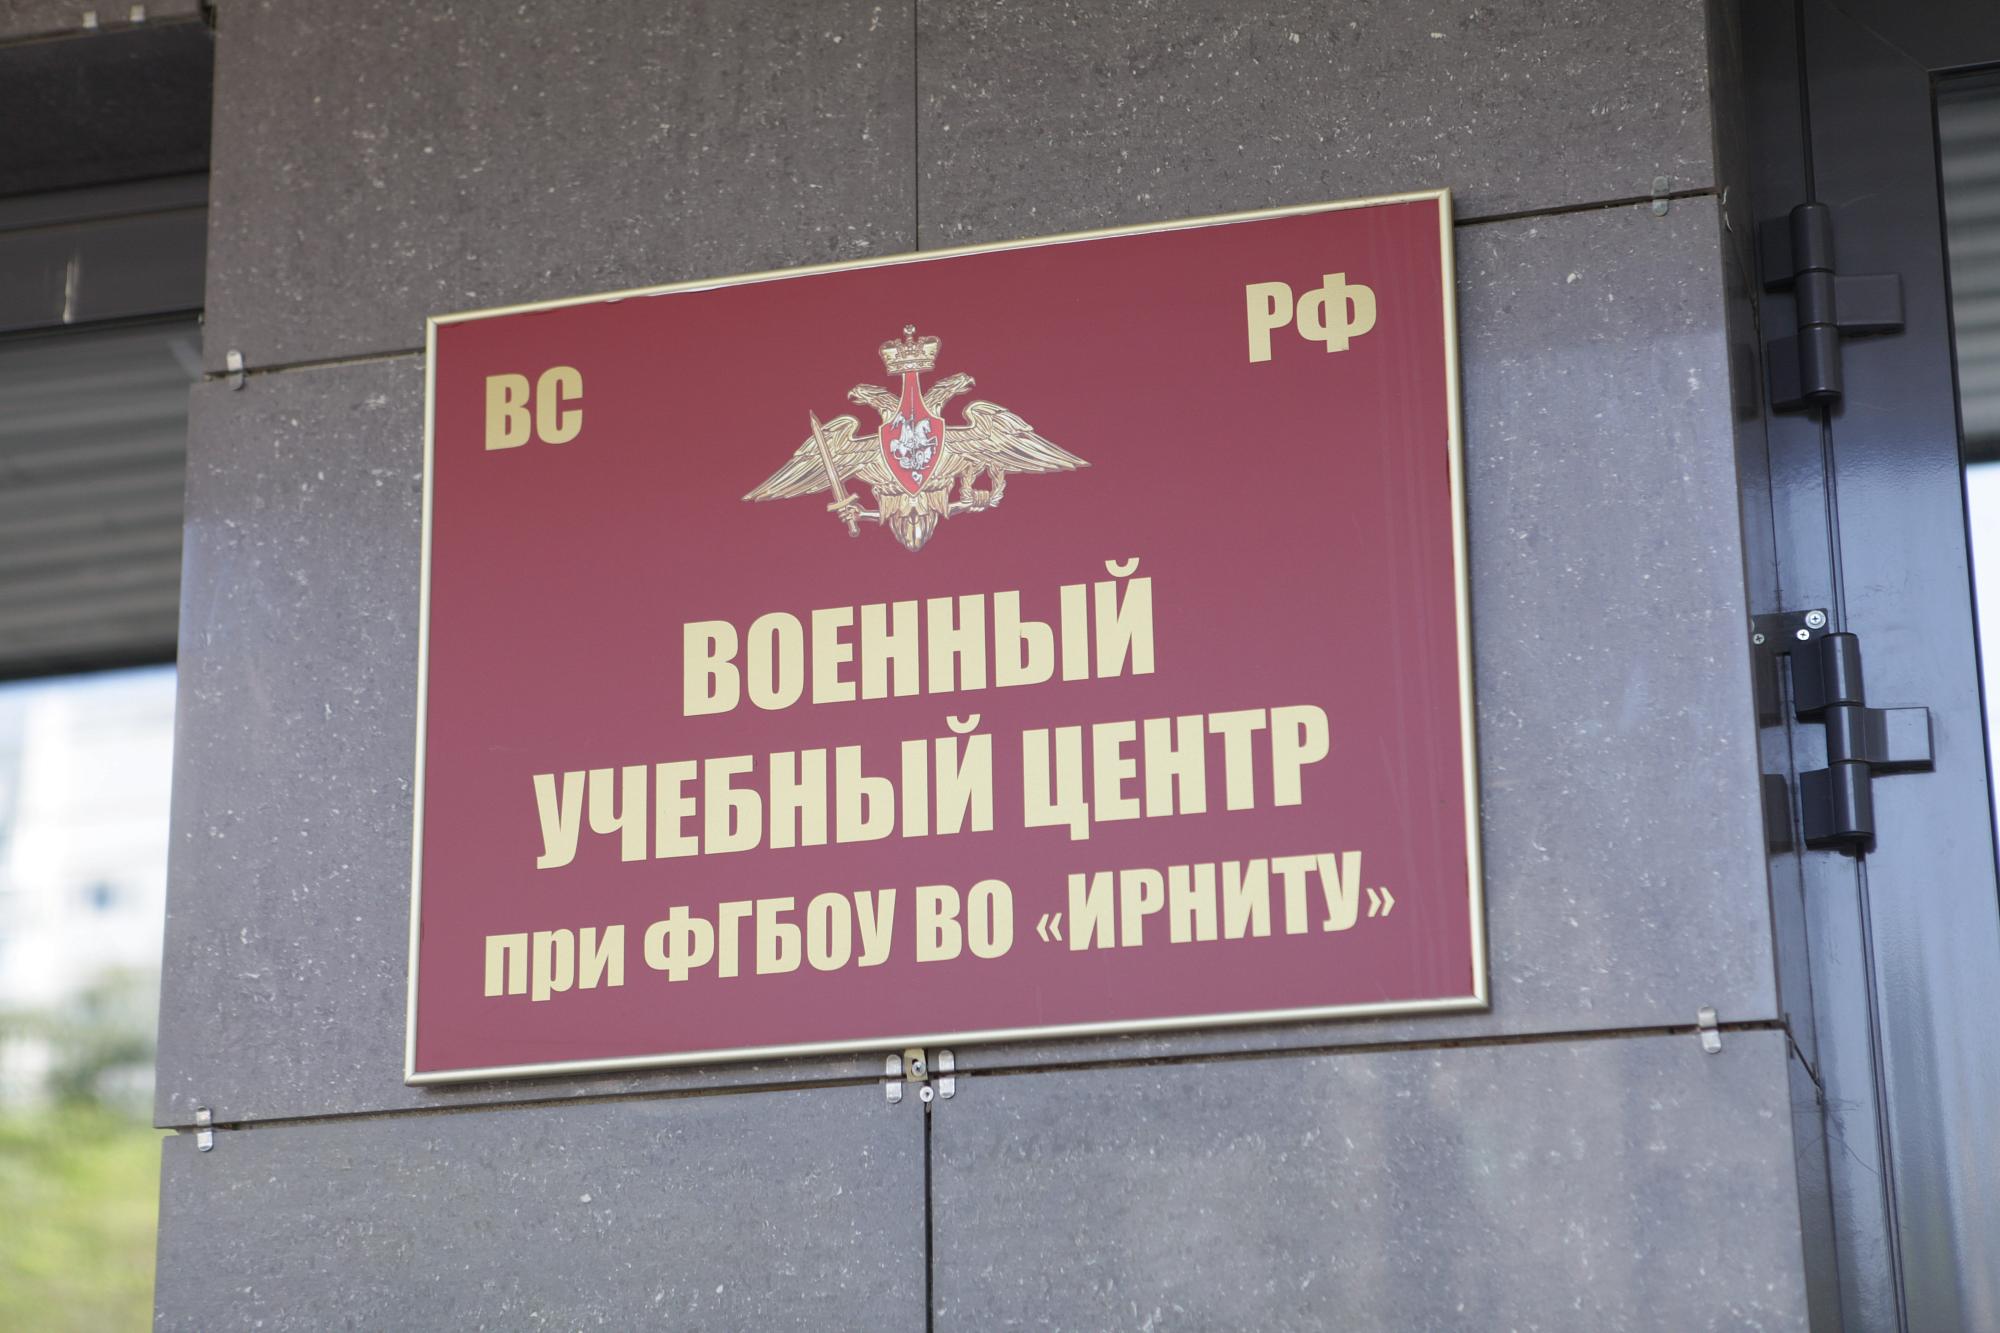 ВС РФ
ВОЕННЫЙ
УЧЕБНЫЙ ЦЕНТР
при ФГБОУ ВО «ИРНИТУ»